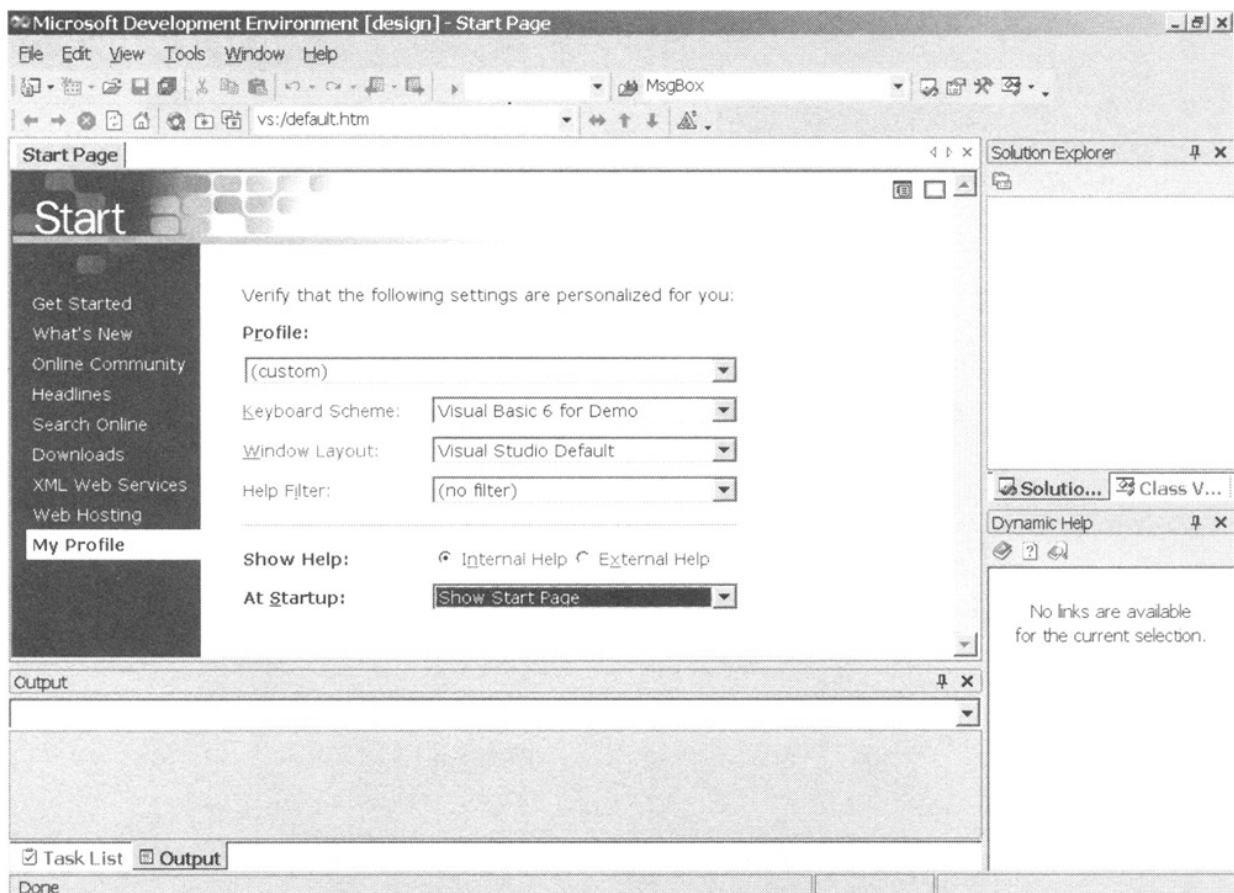 Microsoft Development Environment [design] - Start Page
File Edit View Tools Window Help
MsgBox
vs:/default.htm
Start Page
Start
Get Started
What's New
Online Community
Headlines
Search Online
Downloads
XML Web Services
Web Hosting
My Profile
Verify that the following settings are personalized for you:
Profile:
(custom)
Keyboard Scheme: Visual Basic 6 for Demo
Window Layout: Visual Studio Default
Help Filter: (no filter)
Show Help: Internal Help External Help
At Startup: Show Start Page
Solution Explorer
Solutio... Class V...
Dynamic Help
No links are available
for the current selection.
Output
Task List Output
Done